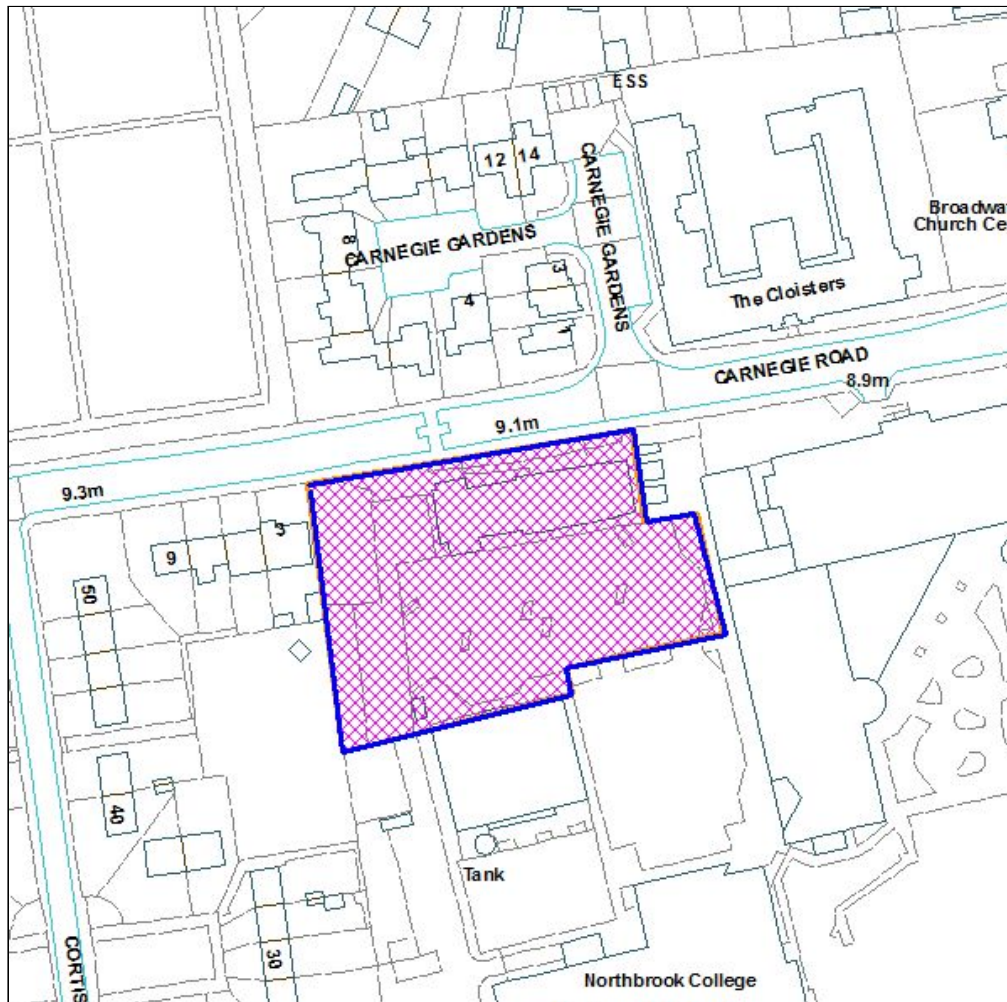 ESS
12 14
CARNEGIE GARDENS
8
CARNEGIE GARDENS
3
4
1
Broadwa
Church Ce
The Cloisters
CARNEGIE ROAD
8.9m
9.1m
9.3m
3
9
50
40
Tank
30
CORTIS
Northbrook College